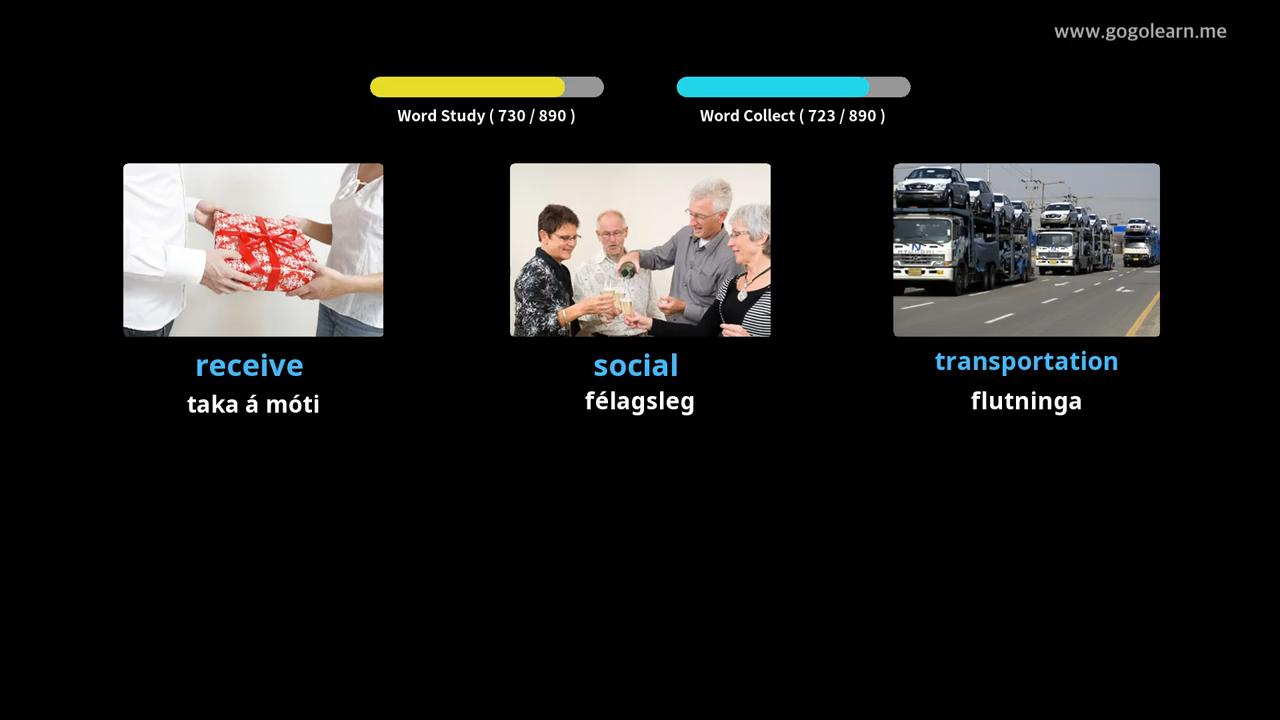 www.gogolearn.me
Word Study ( 730 / 890 )
Word Collect ( 723 / 890 )
receive
social
transportation
taka á móti
félagsleg
flutninga